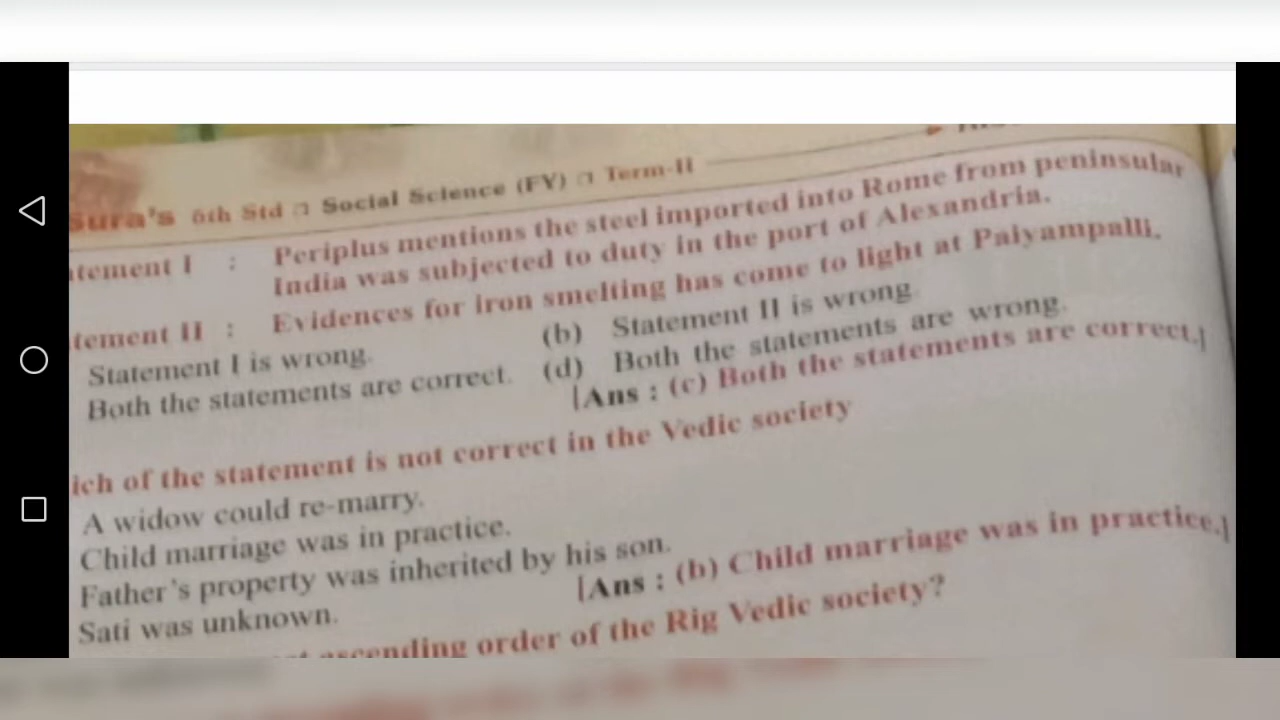 Sura's 6th Std ❒ Social Science (FY) ❒ Term-II
tement I : Periplus mentions the steel imported into Rome from peninsular
India was subjected to duty in the port of Alexandria.
tement II : Evidences for iron smelting has come to light at Paiyampalli.
Statement I is wrong. (b) Statement II is wrong.
Both the statements are correct. (d) Both the statements are wrong.
[Ans : (c) Both the statements are correct.]
ich of the statement is not correct in the Vedic society
A widow could re-marry.
Child marriage was in practice.
Father's property was inherited by his son.
Sati was unknown.
[Ans : (b) Child marriage was in practice.]
ascending order of the Rig Vedic society?